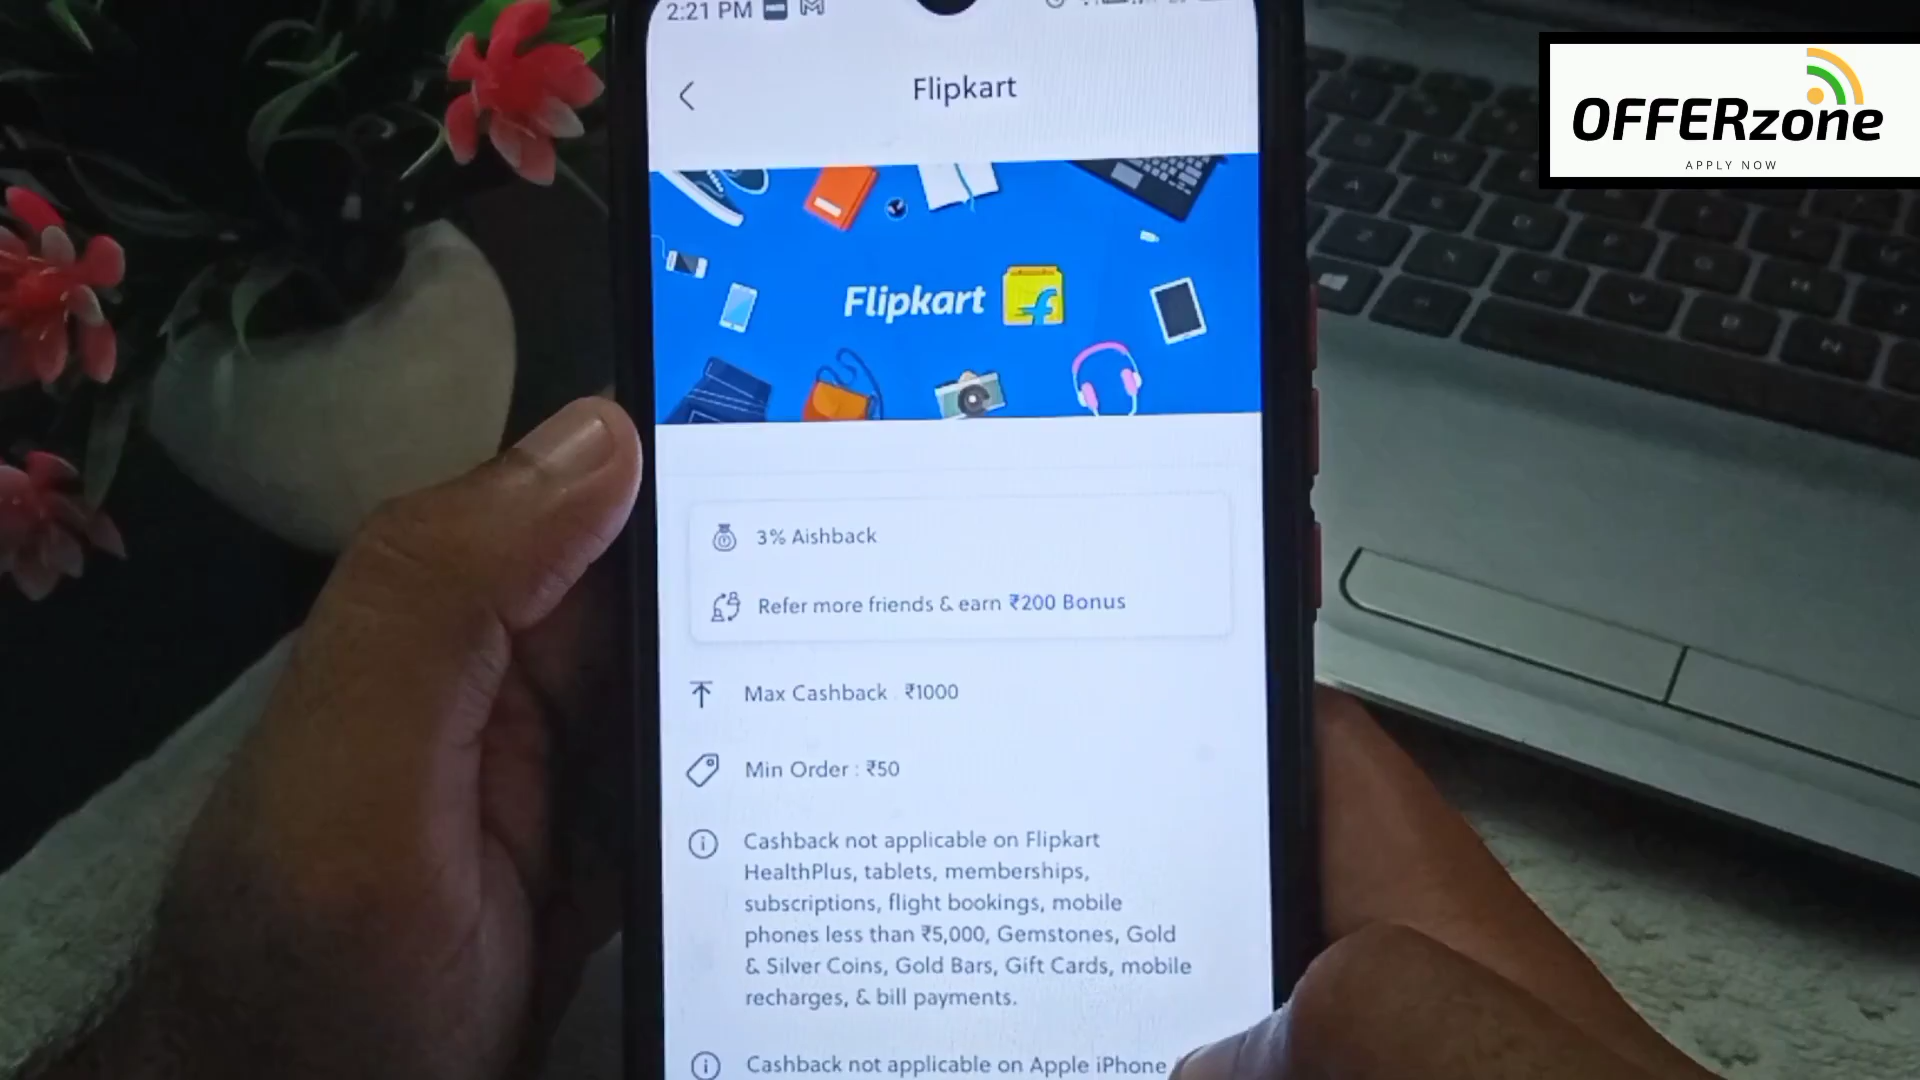 2:21 PM
Flipkart
OFFERzone
APPLY NOW
Flipkart
3% Aishback
Refer more friends & earn ₹200 Bonus
Max Cashback : ₹1000
Min Order : ₹50
Cashback not applicable on Flipkart
HealthPlus, tablets, memberships,
subscriptions, flight bookings, mobile
phones less than ₹5,000, Gemstones, Gold
& Silver Coins, Gold Bars, Gift Cards, mobile
recharges, & bill payments.
Cashback not applicable on Apple iPhone